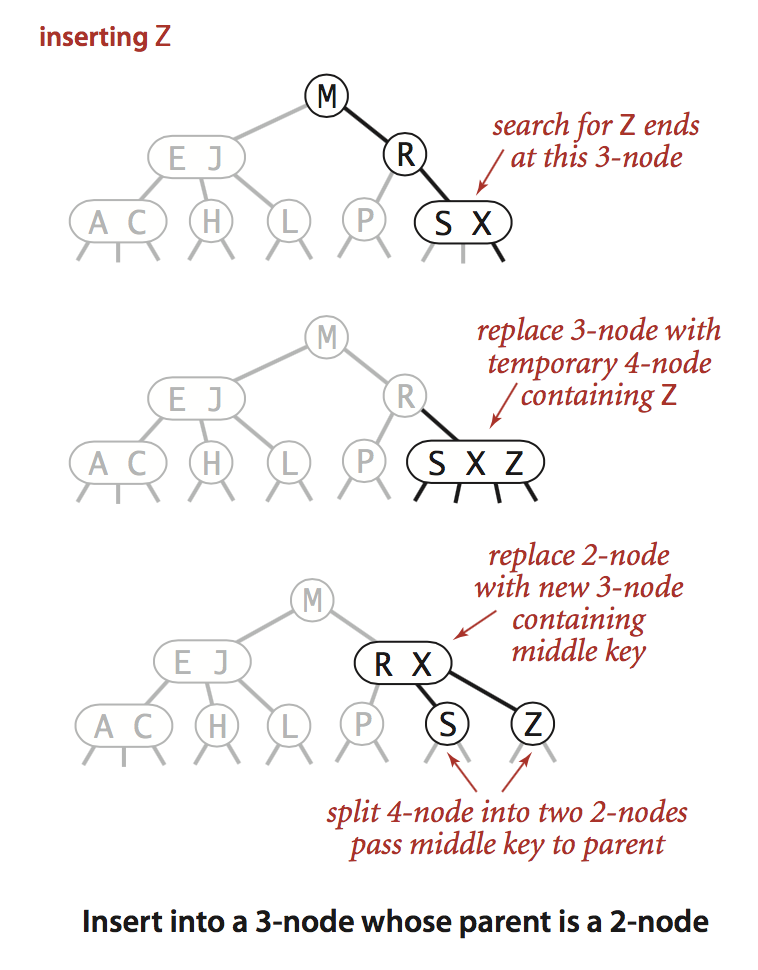 inserting Z
M
search for Z ends
at this 3-node
E J
R
A C
H
L
P
S X
M
replace 3-node with
temporary 4-node
containing Z
E J
R
A C
H
L
P
S X Z
replace 2-node
with new 3-node
containing
middle key
M
E J
R X
A C
H
L
P
S
Z
split 4-node into two 2-nodes
pass middle key to parent
Insert into a 3-node whose parent is a 2-node